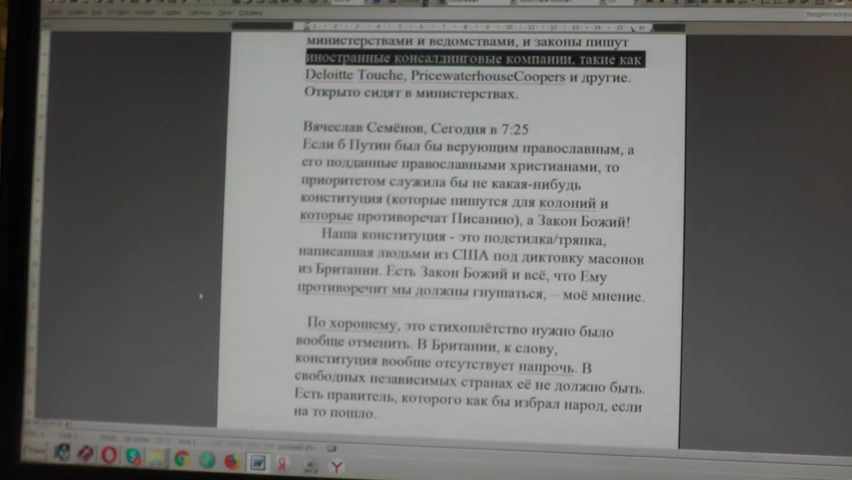 министерствами и ведомствами, и законы пишут
иностранные консалдинговые компании, такие как
Deloitte Touche, PricewaterhouseCoopers и другие.
Открыто сидят в министерствах.
Вячеслав Семёнов, Сегодня в 7:25
Если б Путин был бы верующим православным, а
его подданные православными христианами, то
приоритетом служила бы не какая-нибудь
конституция (которые пишутся для колоний и
которые противоречат Писанию), а Закон Божий!
Наша конституция - это подстилка/тряпка,
написанная людьми из США под диктовку масонов
из Британии. Есть Закон Божий и всё, что Ему
противоречит мы должны гнушаться, – моё мнение.
По хорошему, это стихоплётство нужно было
вообще отменить. В Британии, к слову,
конституция вообще отсутствует напрочь. В
свободных независимых странах её не должно быть.
Есть правитель, которого как бы избрал народ, если
на то пошло.